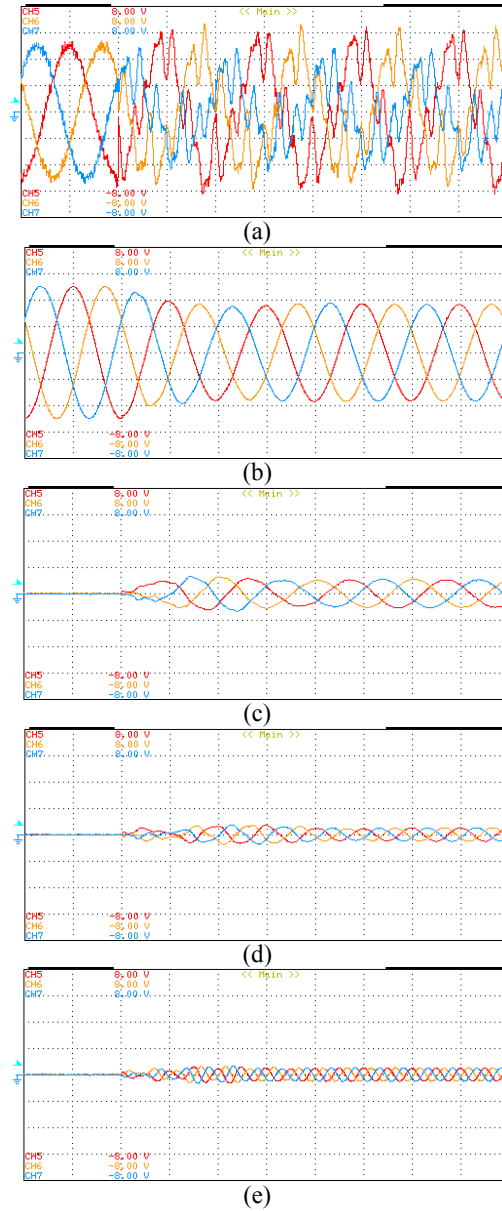 CH5 8.00 V << Main >>
CH6 8.00 V
CH7 8.00 V
CH5 -8.00 V
CH6 -8.00 V
CH7 -8.00 V
(a)
CH5 8.00 V << Main >>
CH6 8.00 V
CH7 8.00 V
CH5 -8.00 V
CH6 -8.00 V
CH7 -8.00 V
(b)
CH5 8.00 V << Main >>
CH6 8.00 V
CH7 8.00 V
CH5 -8.00 V
CH6 -8.00 V
CH7 -8.00 V
(c)
CH5 8.00 V << Main >>
CH6 8.00 V
CH7 8.00 V
CH5 -8.00 V
CH6 -8.00 V
CH7 -8.00 V
(d)
CH5 8.00 V << Main >>
CH6 8.00 V
CH7 8.00 V
CH5 -8.00 V
CH6 -8.00 V
CH7 -8.00 V
(e)